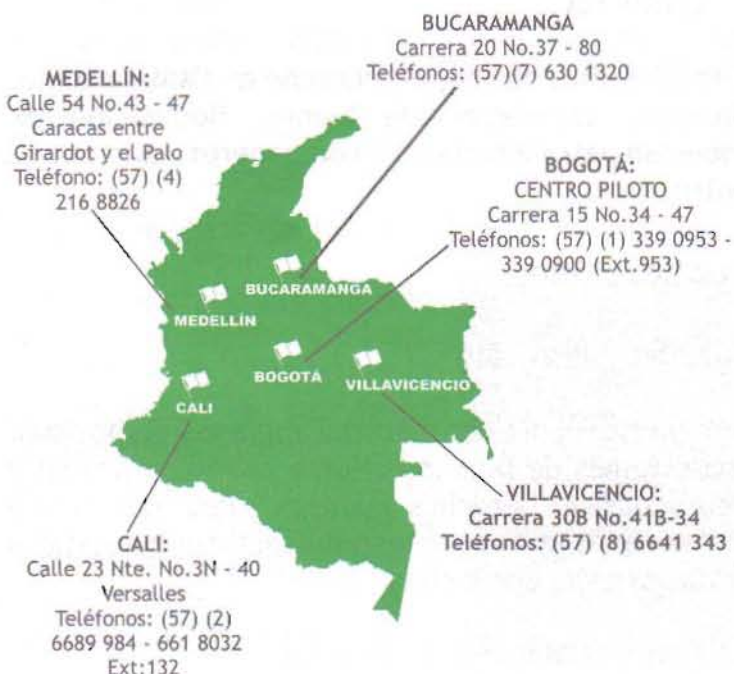 BUCARAMANGA
Carrera 20 No.37 - 80
Teléfonos: (57)(7) 630 1320
MEDELLÍN:
Calle 54 No.43 - 47
Caracas entre
Girardot y el Palo
Teléfono: (57) (4)
216 8826
BOGOTÁ:
CENTRO PILOTO
Carrera 15 No.34 - 47
Teléfonos: (57) (1) 339 0953 -
339 0900 (Ext.953)
BUCARAMANGA
MEDELLÍN
BOGOTÁ
VILLAVICENCIO
CALI
VILLAVICENCIO:
Carrera 30B No.41B-34
Teléfonos: (57) (8) 6641 343
CALI:
Calle 23 Nte. No.3N - 40
Versalles
Teléfonos: (57) (2)
6689 984 - 661 8032
Ext:132